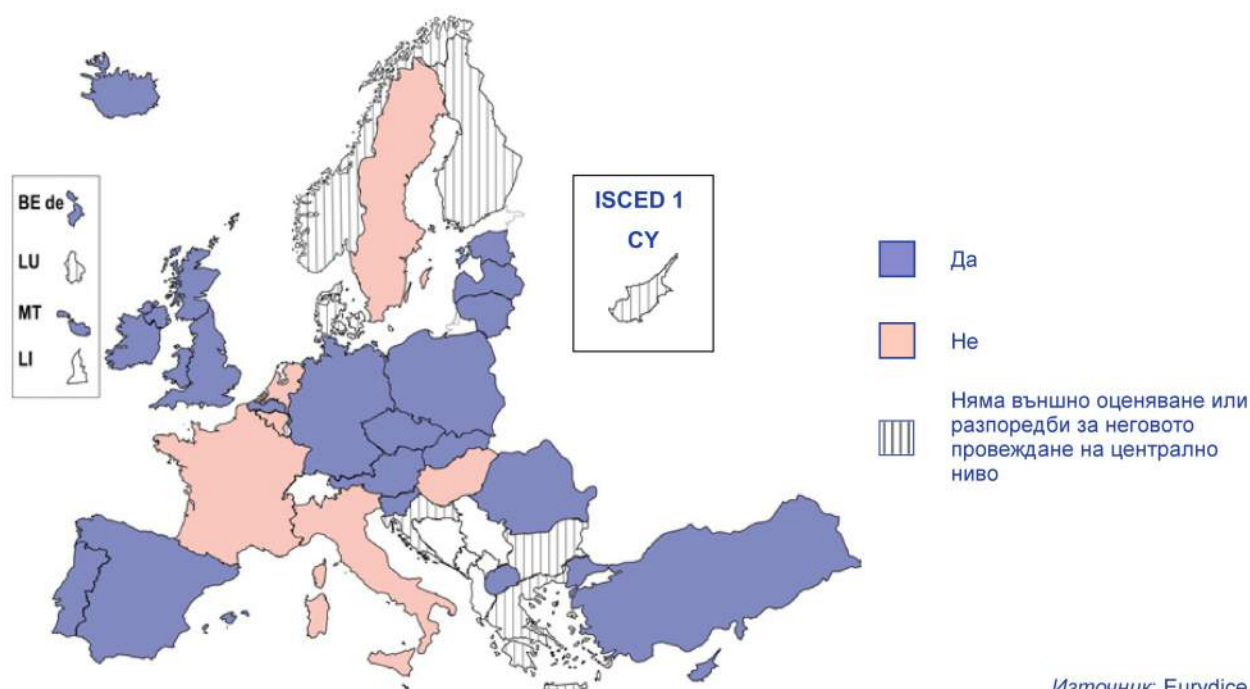 BE de
LU
MT
LI
ISCED 1
CY
Да
Не
Няма външно оценяване или
разпоредби за неговото
провеждане на централно
ниво
Източник: Eurydice